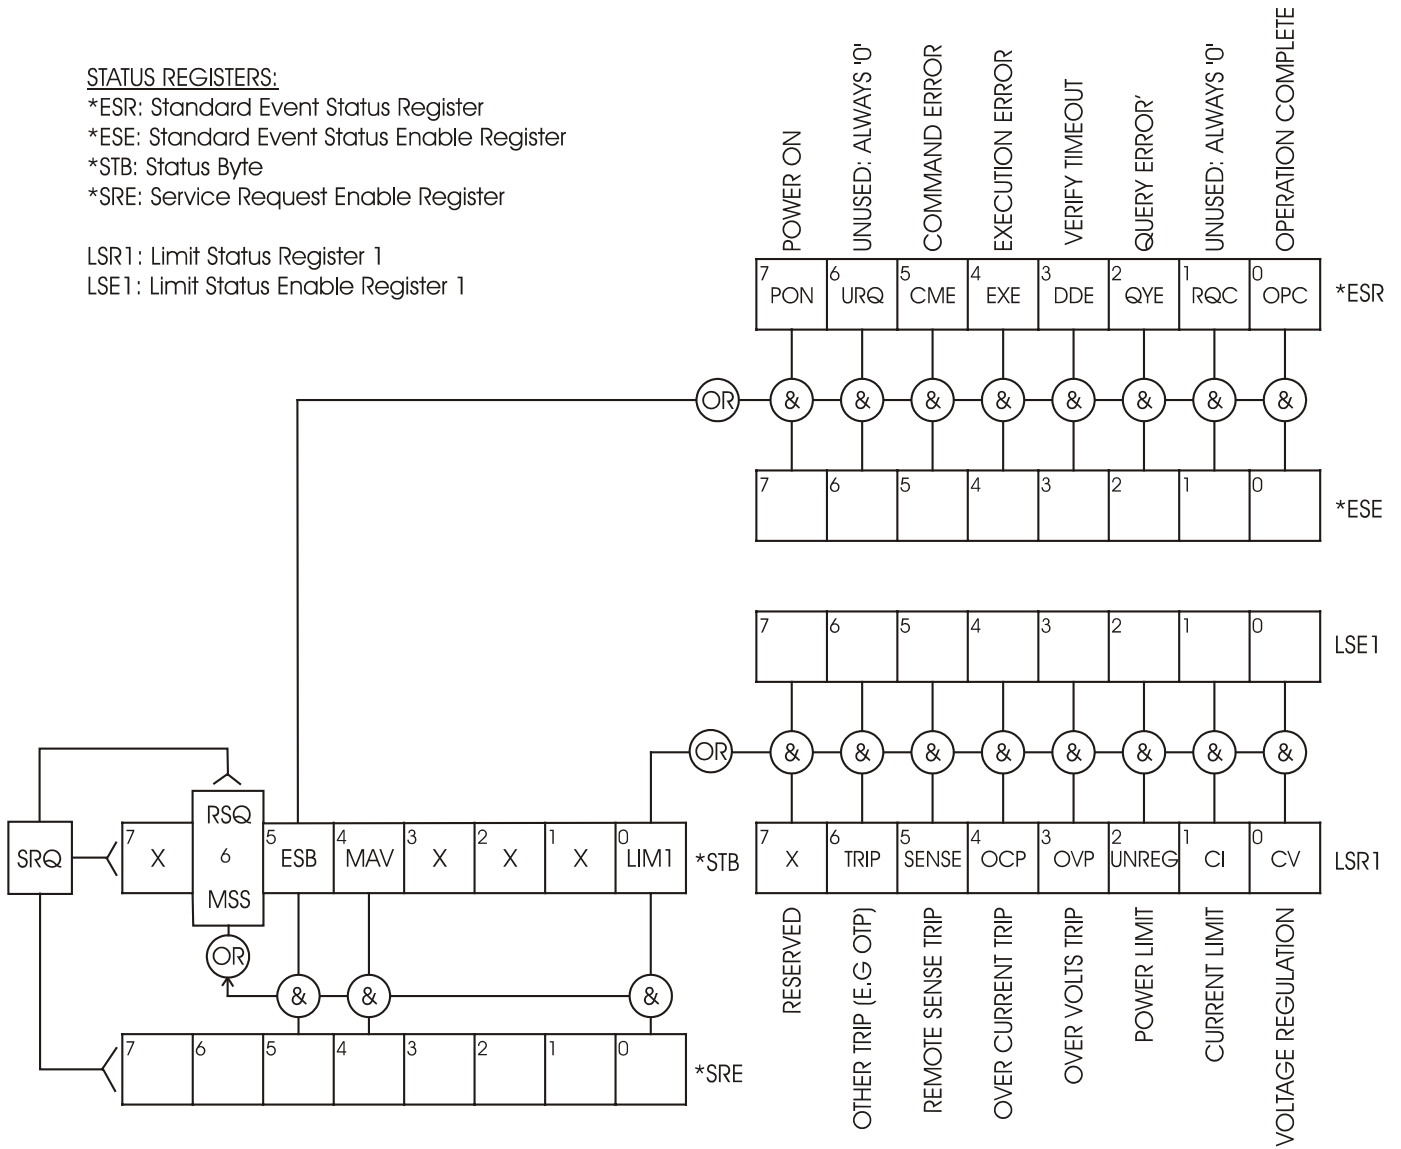 STATUS REGISTERS:
*ESR: Standard Event Status Register
*ESE: Standard Event Status Enable Register
*STB: Status Byte
*SRE: Service Request Enable Register
LSR1: Limit Status Register 1
LSE1: Limit Status Enable Register 1
POWER ON
UNUSED: ALWAYS '0'
COMMAND ERROR
EXECUTION ERROR
VERIFY TIMEOUT
QUERY ERROR'
UNUSED: ALWAYS '0'
OPERATION COMPLETE
7 6 5 4 3 2 1 0
PON URQ CME EXE DDE QYE RQC OPC *ESR
OR & & & & & & & &
7 6 5 4 3 2 1 0
*ESE
7 6 5 4 3 2 1 0
LSE1
OR & & & & & & & &
7 6 5 4 3 2 1 0
X TRIP SENSE OCP OVP UNREG CI CV LSR1
RESERVED
OTHER TRIP (E.G OTP)
REMOTE SENSE TRIP
OVER CURRENT TRIP
OVER VOLTS TRIP
POWER LIMIT
CURRENT LIMIT
VOLTAGE REGULATION
SRQ
RSQ
7 6 5 4 3 2 1 0
X ESB MAV X X X LIM1 *STB
MSS
OR
& & &
7 6 5 4 3 2 1 0
*SRE